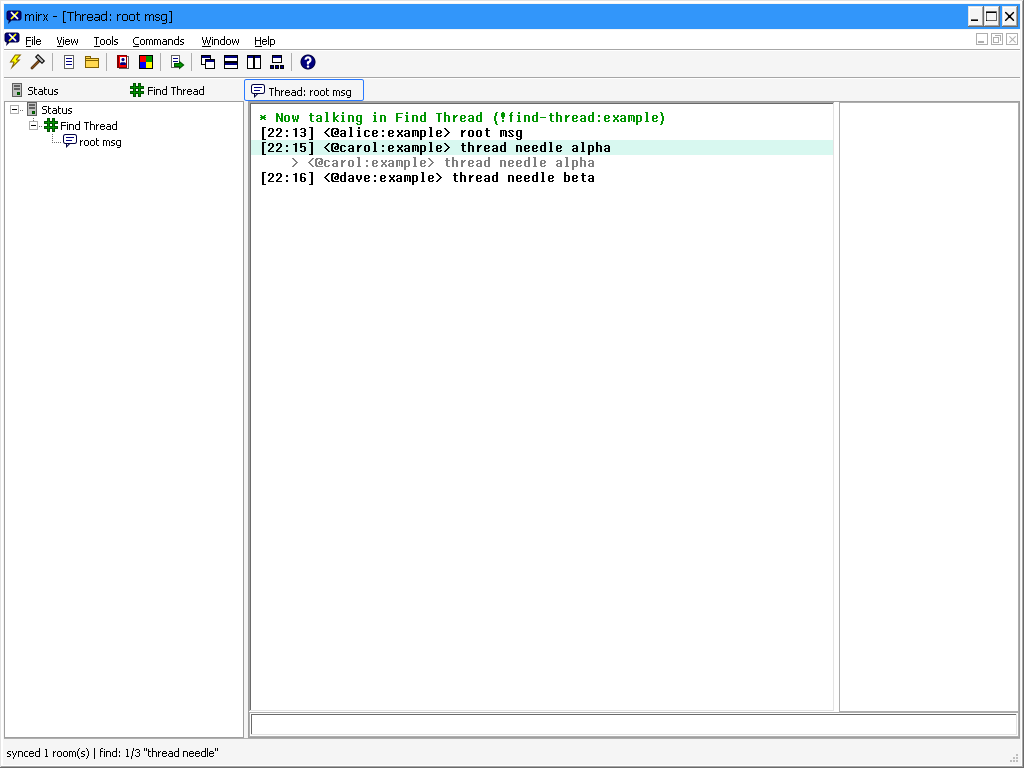 mirx - [Thread: root msg]
File View Tools Commands Window Help
Status Find Thread Thread: root msg
Status
Find Thread
root msg
* Now talking in Find Thread (!find-thread:example)
[22:13] <@alice:example> root msg
[22:15] <@carol:example> thread needle alpha
> <@carol:example> thread needle alpha
[22:16] <@dave:example> thread needle beta
synced 1 room(s) | find: 1/3 "thread needle"